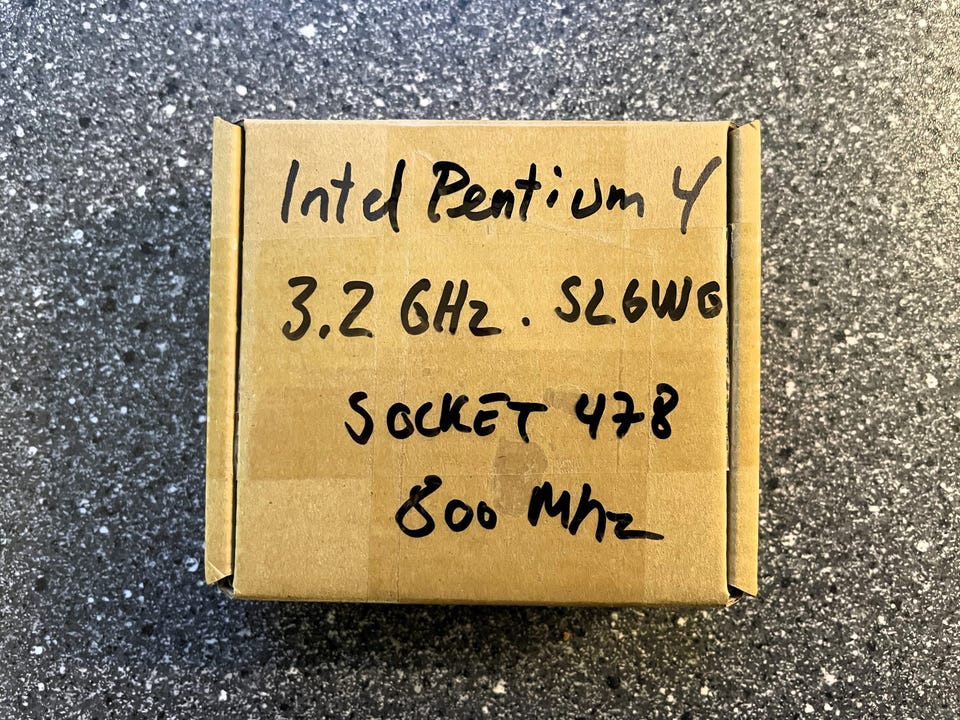 Intel Pentium 4
3.2 GHz. SL6WG
SOCKET 478
800 Mhz